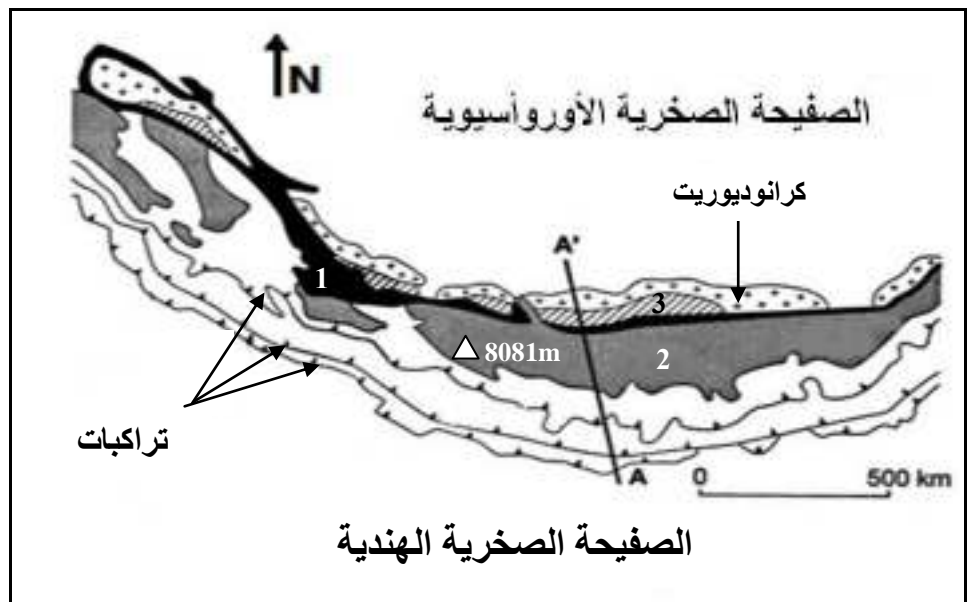 N
الصفيحة الصخرية الأوروأسيوية
كرانوديوريت
A'
1
3
8081m
2
تراكبات
A
0 500 km
الصفيحة الصخرية الهندية